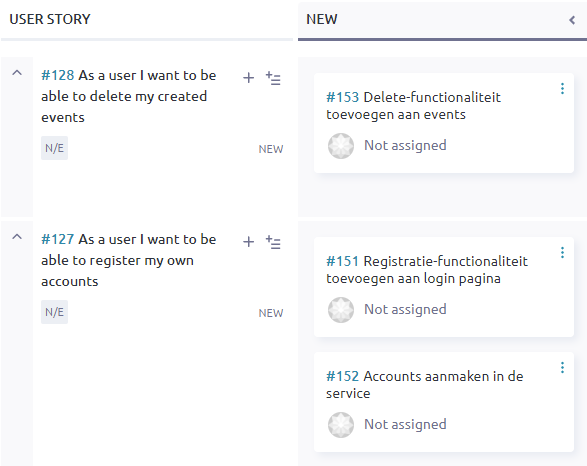 USER STORY
NEW
#128 As a user I want to be
able to delete my created
events
N/E
NEW
#153 Delete-functionaliteit
toevoegen aan events
Not assigned
#127 As a user I want to be
able to register my own
accounts
N/E
NEW
#151 Registratie-functionaliteit
toevoegen aan login pagina
Not assigned
#152 Accounts aanmaken in de
service
Not assigned